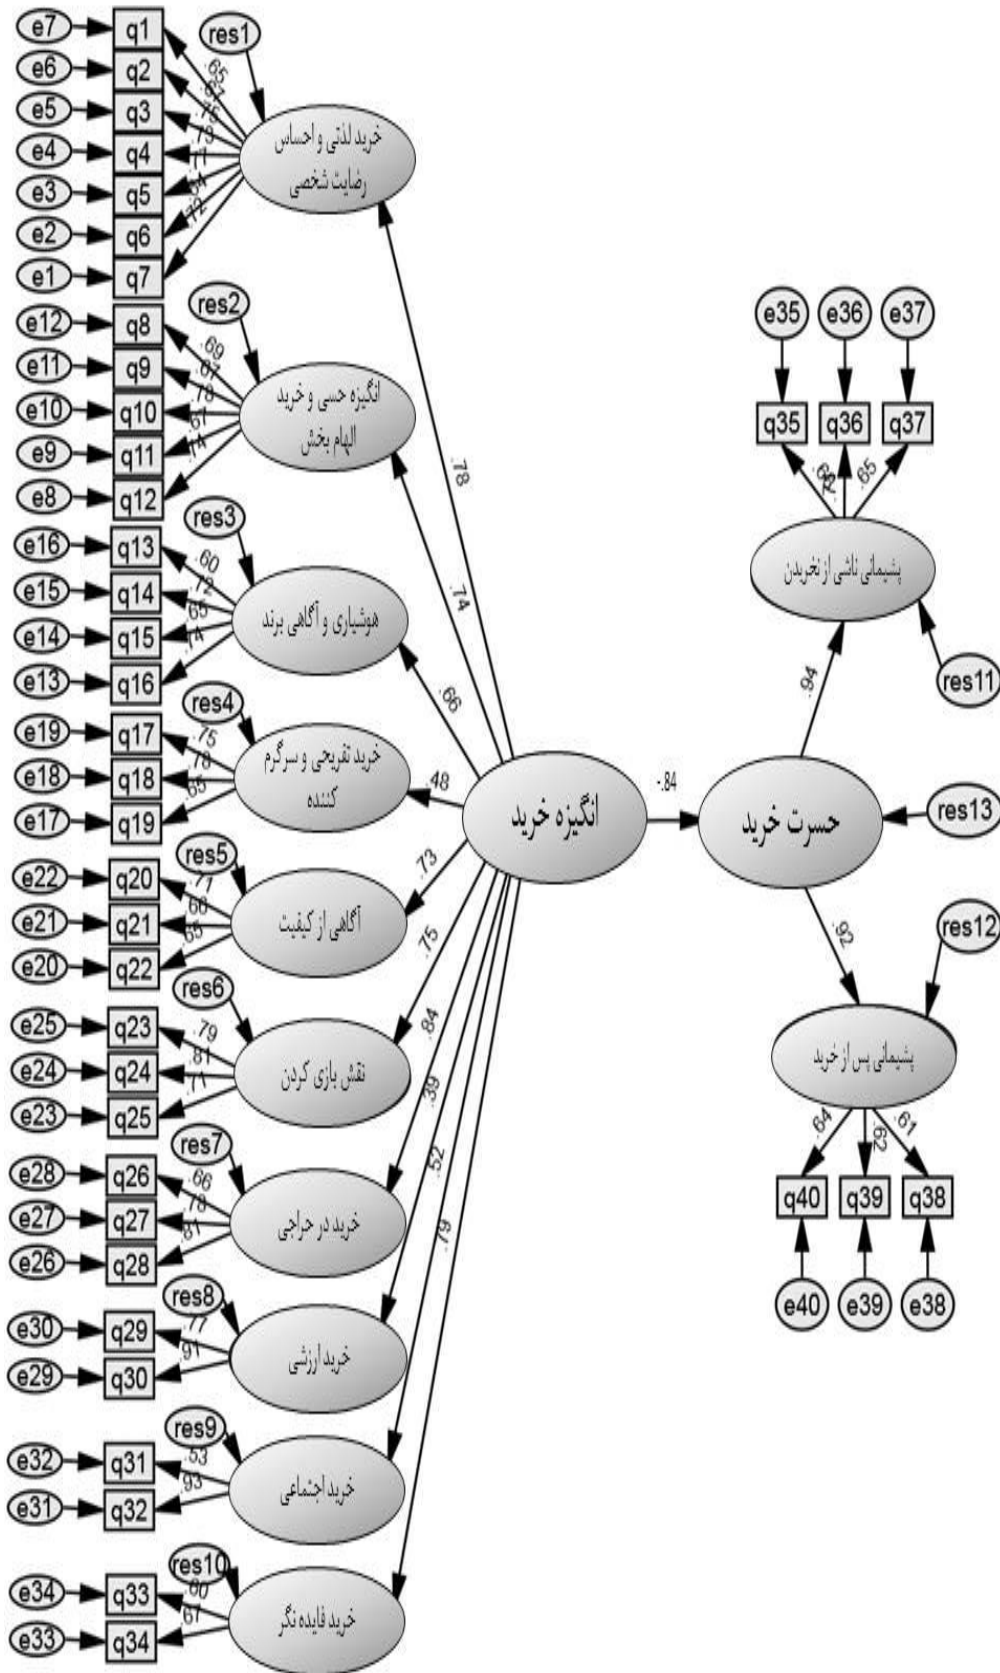 e7 q1 res1
e6 q2 .65
e5 q3 .75
e4 q4 .73
e3 q5 .77
e2 q6
e1 q7 .72
خرید لذتی و احساس
رضایت شخصی
res2
e12 q8 .69
e11 q9 .67
e10 q10 .78
e9 q11 .67
e8 q12 .74
انگیزه حسی و خرید
الهام بخش
res3
e16 q13 .60
e15 q14 .72
e14 q15 .65
e13 q16 .74
هوشیاری و آگاهی برند
res4
e19 q17 .75
e18 q18 .78
e17 q19 .65
خرید تفریحی و سرگرم
کننده
res5
e22 q20 .71
e21 q21 .66
e20 q22 .65
آگاهی از کیفیت
res6
e25 q23 .79
e24 q24 .81
e23 q25 .71
نقش بازی کردن
res7
e28 q26 .66
e27 q27 .78
e26 q28 .81
خرید در حراجی
res8
e30 q29 .77
e29 q30 .91
خرید ارزشی
res9
e32 q31 .53
e31 q32 .93
خرید اجتماعی
res10
e34 q33 .60
e33 q34 .67
خرید فایده نگر
.78
.74
.66
.48
.73
.75
.84
.39
.52
.79
انگیزه خرید
-.84
حسرت خرید
res13
.94
.92
e35 e36 e37
q35 q36 q37
.65
پشیمانی ناشی از نخریدن
res11
res12
پشیمانی پس از خرید
.64 .62 .61
q40 q39 q38
e40 e39 e38